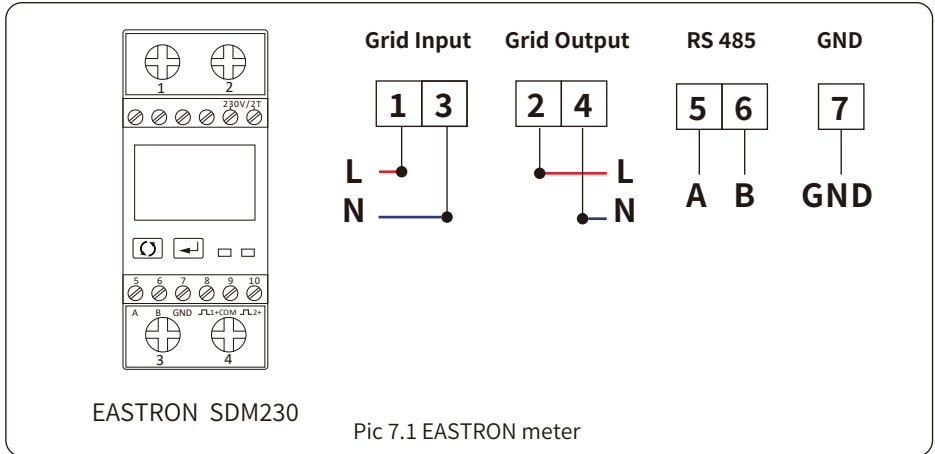 Grid Input Grid Output RS 485 GND
1 2
230V/2T
1 3 2 4 5 6 7
L L
N N
A B GND
5 6 7 8 9 10
A B GND 1+COM 2+
3 4
EASTRON SDM230
Pic 7.1 EASTRON meter